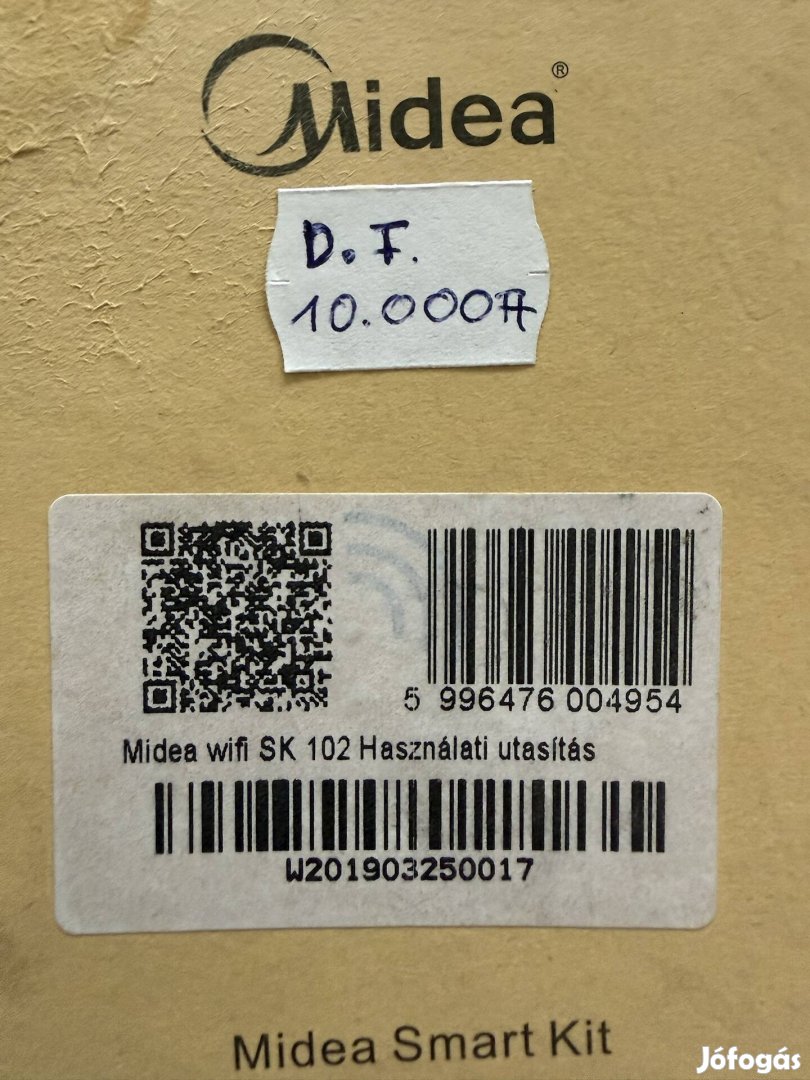 Midea®
D.F.
10.000Ft
5 996476 004954
Midea wifi SK 102 Használati utasítás
W201903250017
Midea Smart Kit
Jófogás